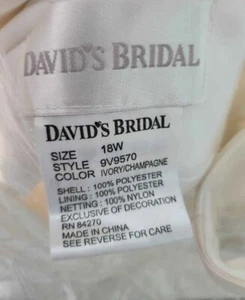 DAVID'S BRIDAL
DAVID'S BRIDAL
SIZE 18W
STYLE 9V9570
COLOR IVORY/CHAMPAGNE
SHELL : 100% POLYESTER
LINING : 100% POLYESTER
NETTING : 100% NYLON
EXCLUSIVE OF DECORATION
RN 84270
MADE IN CHINA
SEE REVERSE FOR CARE